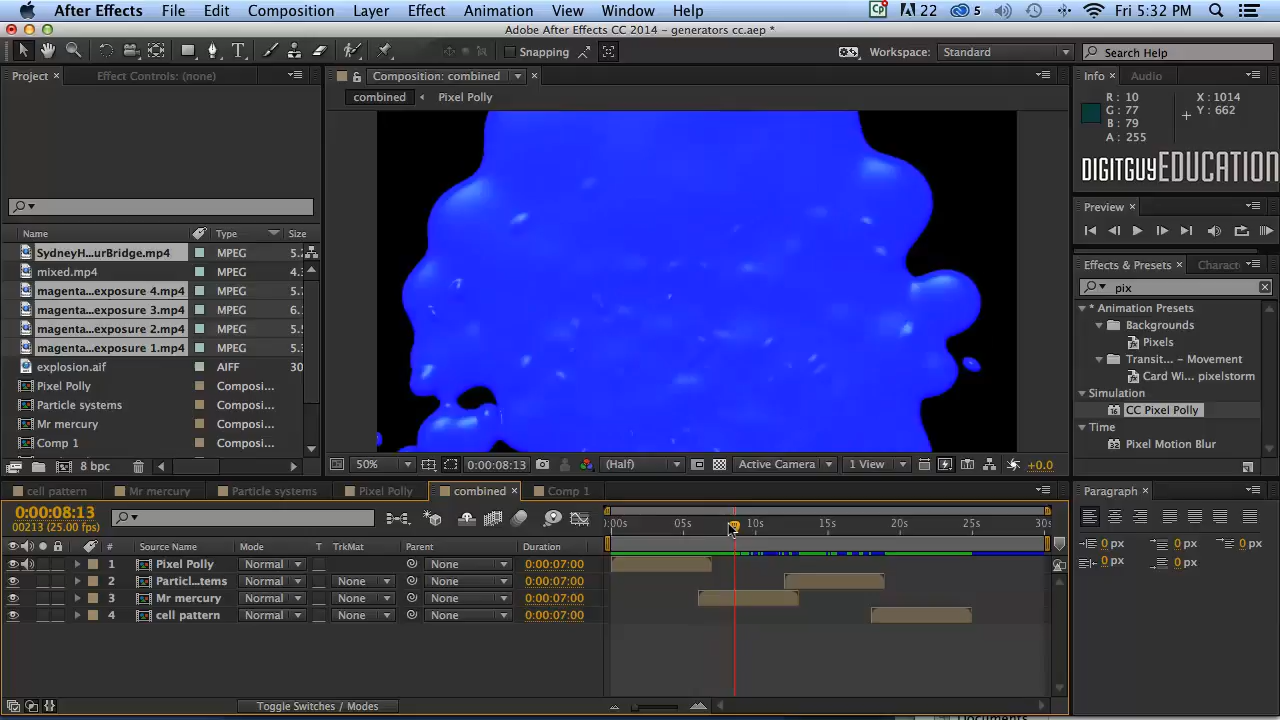 After Effects File Edit Composition Layer Effect Animation View Window Help 22 5 Fri 5:32 PM
Adobe After Effects CC 2014 - generators cc.aep *
Snapping Workspace: Standard Search Help
Project × Effect Controls: (none) Composition: combined × Info × Audio
combined Pixel Polly
R: 10 X: 1014
G: 77 Y: 662
B: 79
A: 255
DIGITGUYEDUCATION
Preview ×
Name Type Size
SydneyH...urBridge.mp4 MPEG 5.
mixed.mp4 MPEG 4.
magenta...exposure 4.mp4 MPEG 5.
magenta...exposure 3.mp4 MPEG 6.
magenta...exposure 2.mp4 MPEG 5.
magenta...exposure 1.mp4 MPEG 5.
explosion.aif AIFF 30
Pixel Polly Composi...
Particle systems Composi...
Mr mercury Composi...
Comp 1 Composi...
8 bpc
Effects & Presets × Charact
pix
* Animation Presets
Backgrounds
Pixels
Transit... – Movement
Card Wi... pixelstorm
Simulation
CC Pixel Polly
Time
Pixel Motion Blur
50% 0:00:08:13 (Half) Active Camera 1 View +0.0
cell pattern Mr mercury Particle systems Pixel Polly combined × Comp 1
Paragraph ×
0:00:08:13
00213 (25.00 fps)
:00s 05s 10s 15s 20s 25s 30s
# Source Name Mode T TrkMat Parent Duration
1 Pixel Polly Normal None 0:00:07:00
2 Particl...tems Normal None None 0:00:07:00
3 Mr mercury Normal None None 0:00:07:00
4 cell pattern Normal None None 0:00:07:00
0 px 0 px 0 px
0 px 0 px
Toggle Switches / Modes